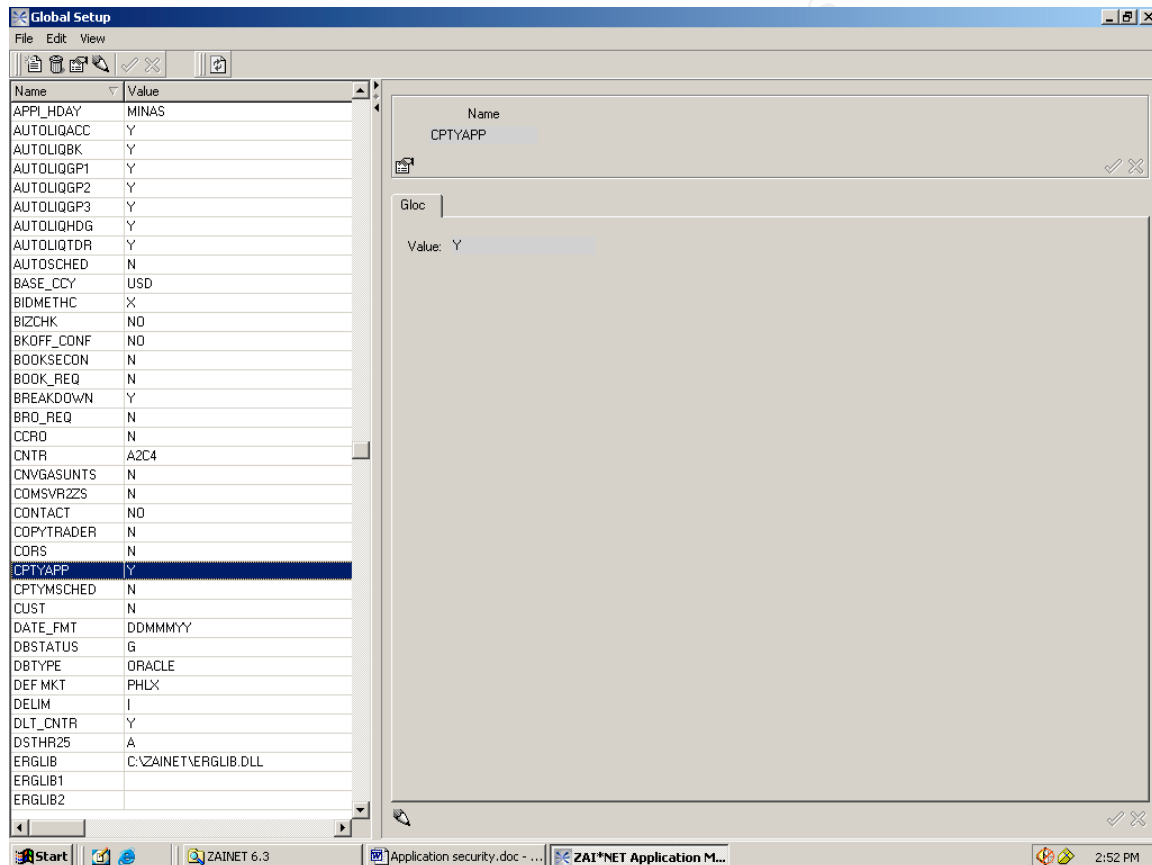 Global Setup
File Edit View
Name Value
APPI_HDAY MINAS
AUTOLIQACC Y
AUTOLIQBK Y
AUTOLIQGP1 Y
AUTOLIQGP2 Y
AUTOLIQGP3 Y
AUTOLIQHDG Y
AUTOLIQTDR Y
AUTOSCHED N
BASE_CCY USD
BIDMETHC X
BIZCHK NO
BKOFF_CONF NO
BOOKSECON N
BOOK_REQ N
BREAKDOWN Y
BRO_REQ N
CCRO N
CNTR A2C4
CNVGASUNTS N
COMSVR2ZS N
CONTACT NO
COPYTRADER N
CORS N
CPTYAPP Y
CPTYMSCHED N
CUST N
DATE_FMT DDMMMYY
DBSTATUS G
DBTYPE ORACLE
DEF MKT PHLX
DELIM |
DLT_CNTR Y
DSTHR25 A
ERGLIB C:\ZAINET\ERGLIB.DLL
ERGLIB1
ERGLIB2
Name
CPTYAPP
Gloc
Value: Y
Start ZAINET 6.3 Application security.doc - ... ZAI*NET Application M... 2:52 PM